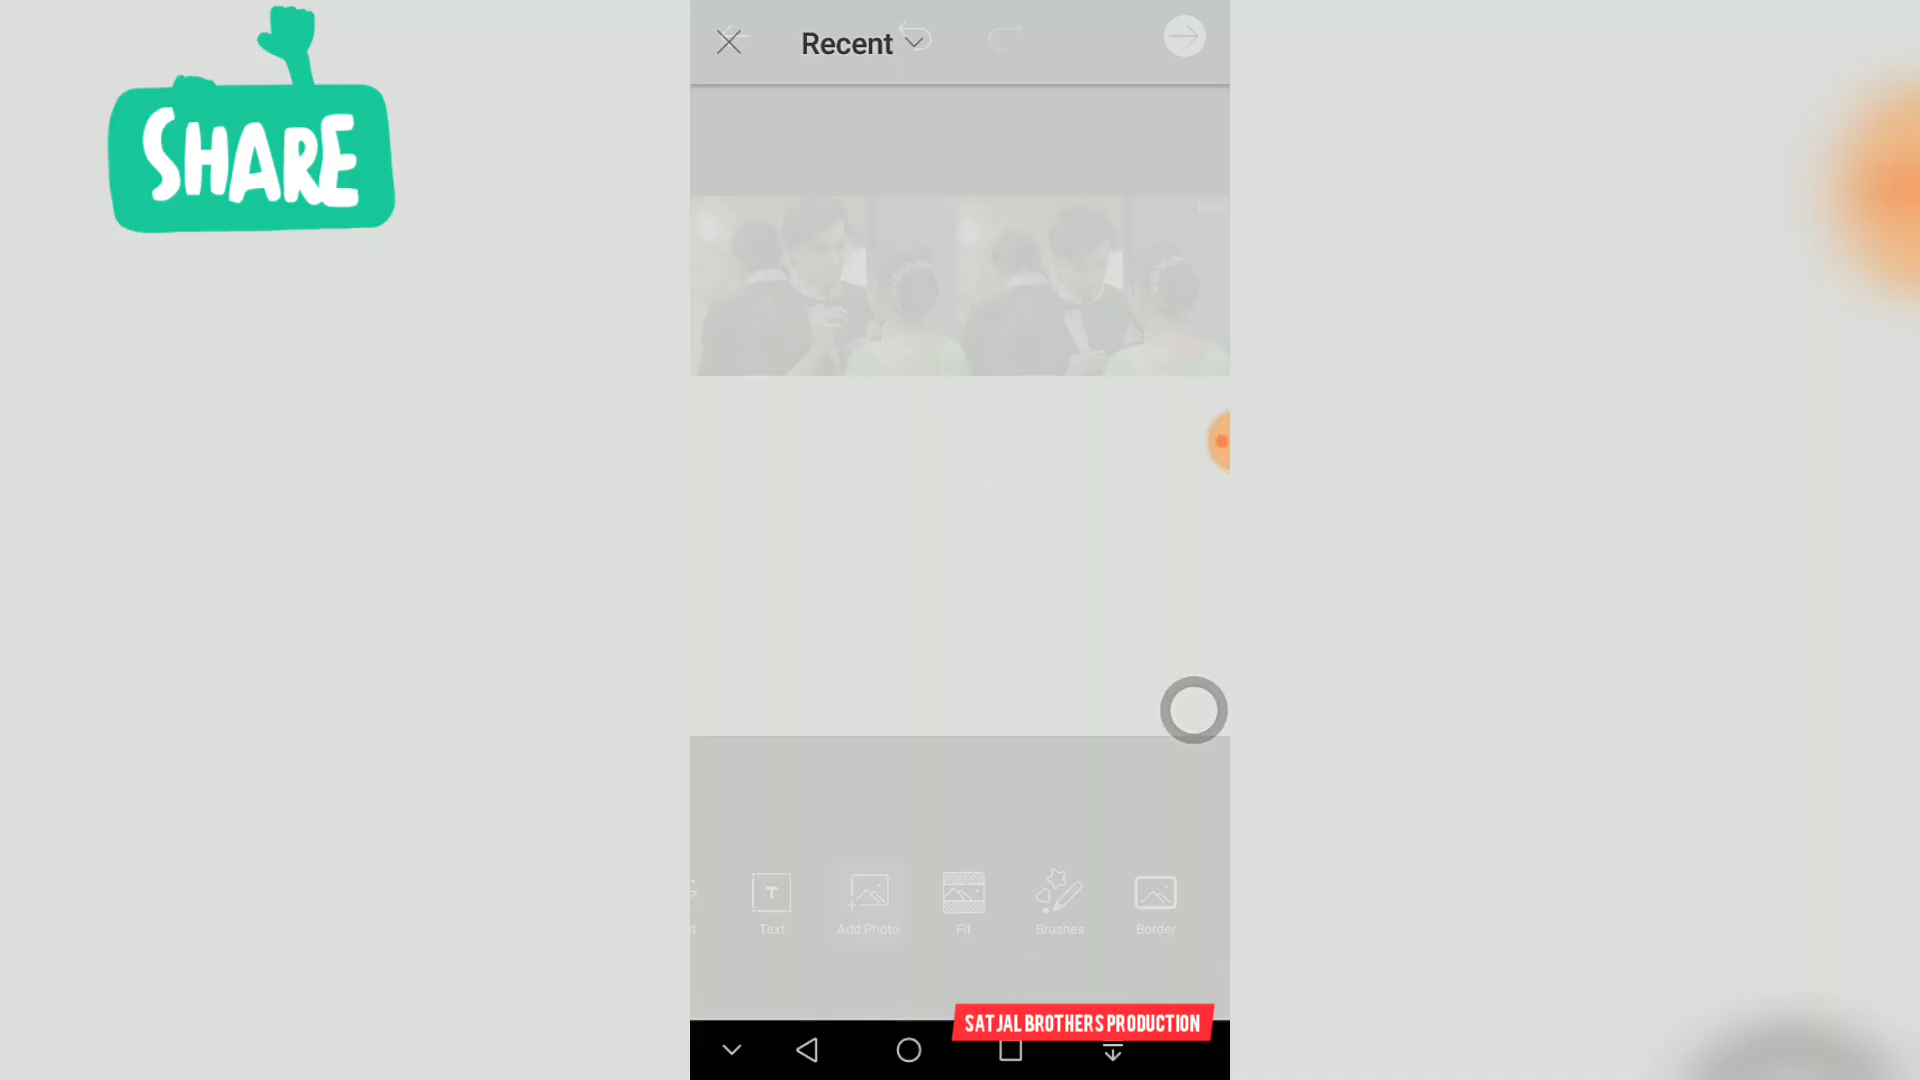 SHARE
Recent
Text
Add Photo
Fit
Brushes
Border
SATJAL BROTHERS PRODUCTION